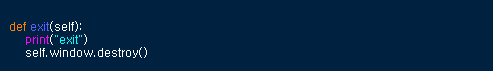 def exit(self):
    print("exit")
    self.window.destroy()